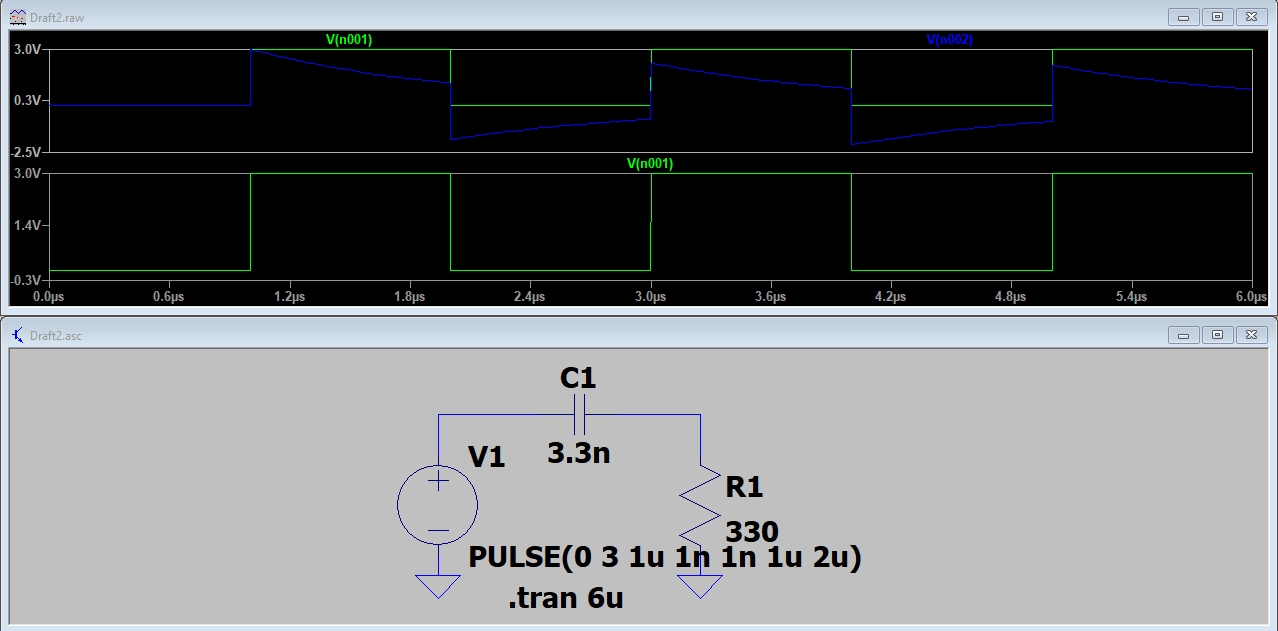 Draft2.raw
V(n001) V(n002)
3.0V
0.3V
-2.5V
V(n001)
3.0V
1.4V
-0.3V
0.0µs 0.6µs 1.2µs 1.8µs 2.4µs 3.0µs 3.6µs 4.2µs 4.8µs 5.4µs 6.0µs
Draft2.asc
C1
V1 3.3n
R1
330
PULSE(0 3 1u 1n 1n 1u 2u)
.tran 6u